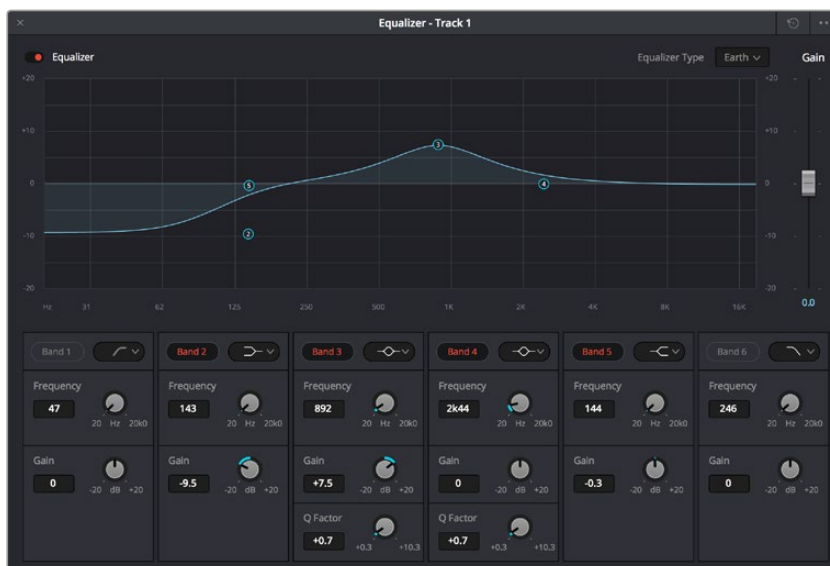 Equalizer - Track 1
Equalizer
Equalizer Type
Earth
Gain
+20
+20
+10
+10
0
0
-10
-10
-20
-20
5
2
3
4
Hz 31 62 125 250 500 1K 2K 4K 8K 16K
0.0
Band 1 Band 2 Band 3 Band 4 Band 5 Band 6
Frequency Frequency Frequency Frequency Frequency Frequency
47 143 892 2k44 144 246
20 Hz 20k0 20 Hz 20k0 20 Hz 20k0 20 Hz 20k0 20 Hz 20k0 20 Hz 20k0
Gain Gain Gain Gain Gain Gain
0 -9.5 +7.5 0 -0.3 0
-20 dB +20 -20 dB +20 -20 dB +20 -20 dB +20 -20 dB +20 -20 dB +20
Q Factor Q Factor
+0.7 +0.7
+0.3 +10.3 +0.3 +10.3